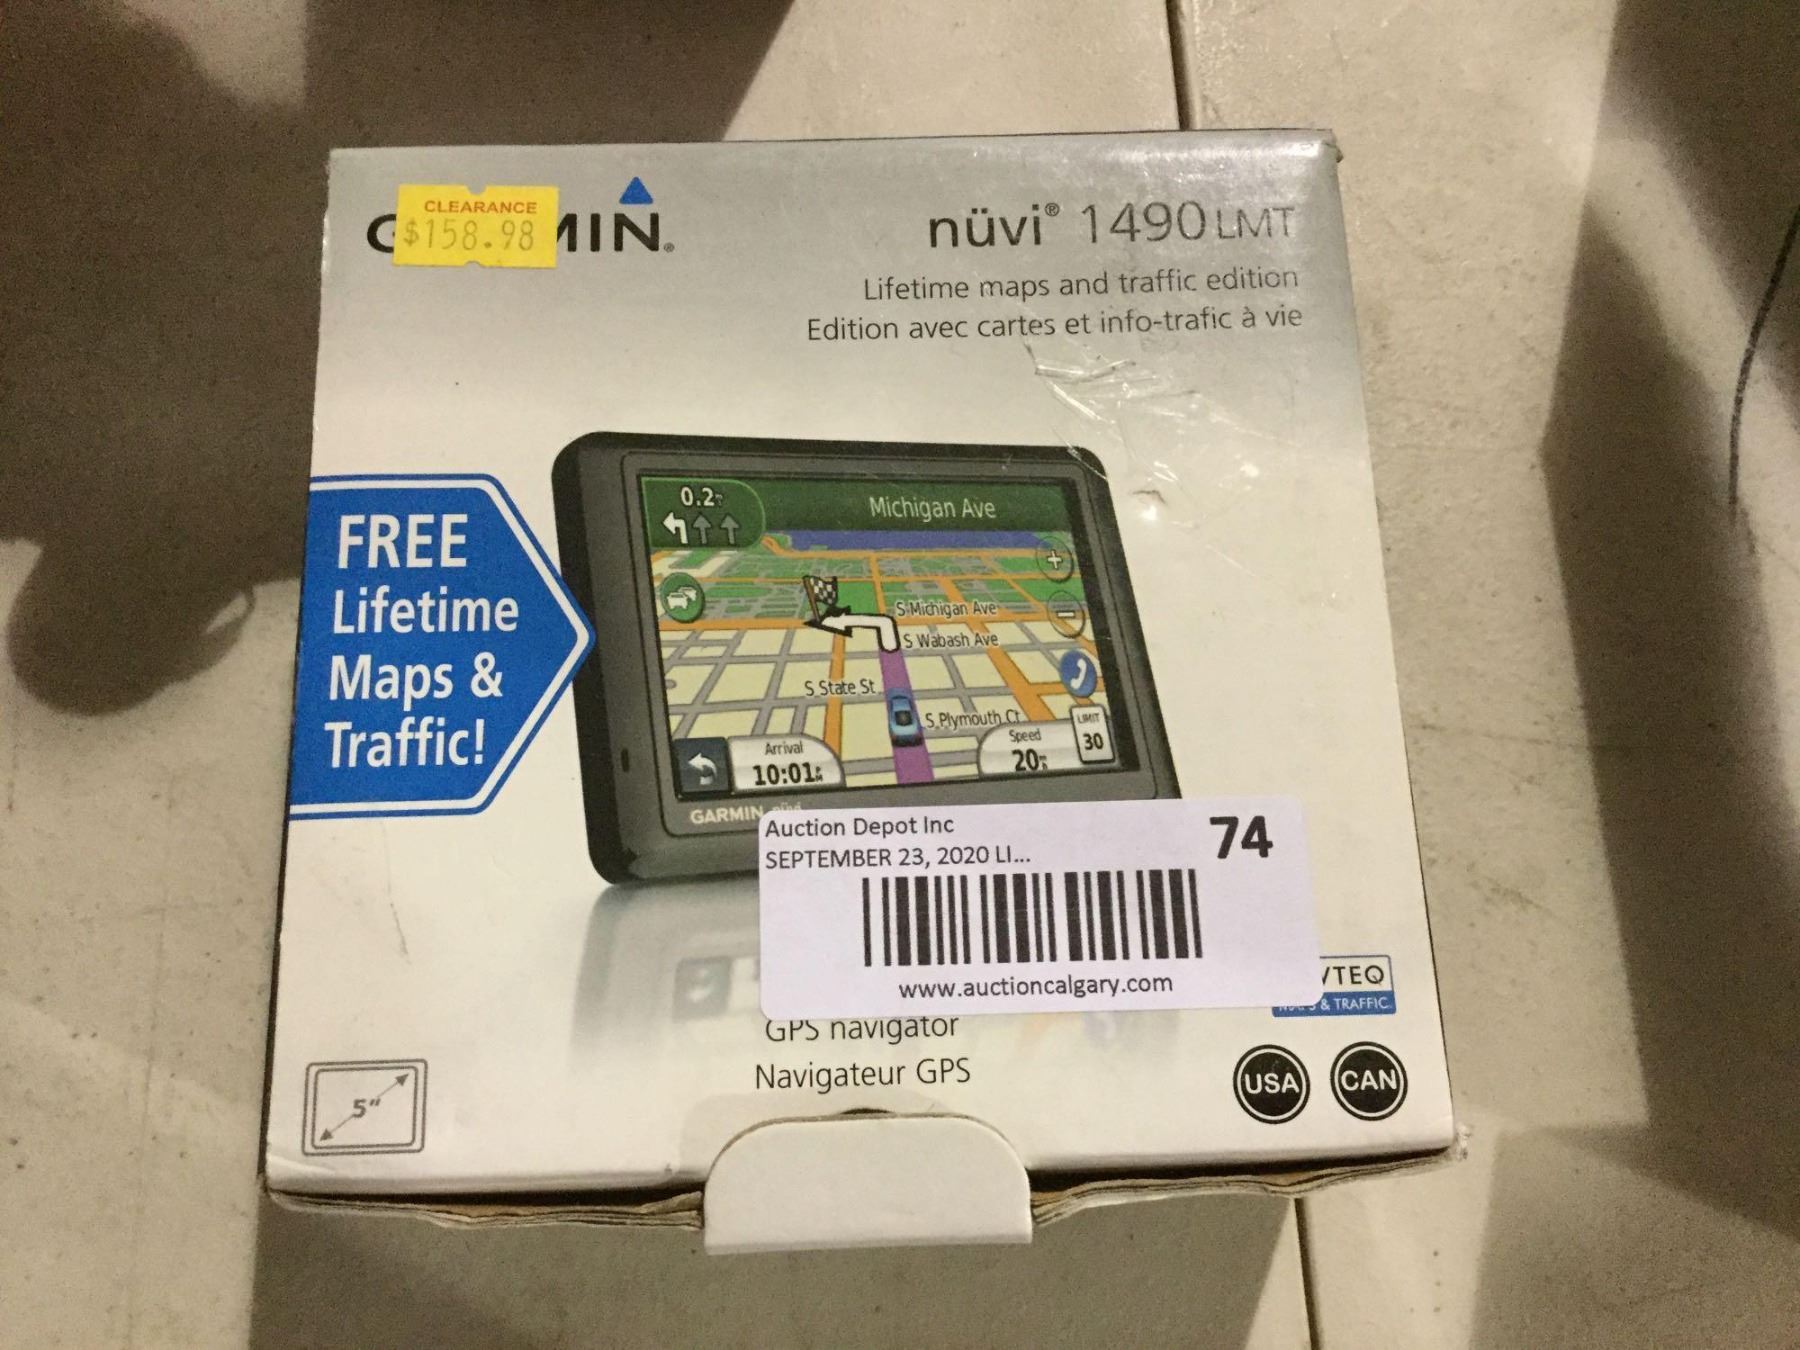 CLEARANCE
$158.98
MIN®
nüvi® 1490LMT
Lifetime maps and traffic edition
Edition avec cartes et info-trafic à vie
FREE
Lifetime
Maps &
Traffic!
0.2
Michigan Ave
S Michigan Ave
S Wabash Ave
S State St
S Plymouth Ct
Arrival
10:01
Speed
20
LIMIT
30
GARMIN nüvi
Auction Depot Inc
74
SEPTEMBER 23, 2020 LI...
www.auctioncalgary.com
VTEQ
& TRAFFIC
GPS navigator
Navigateur GPS
5"
USA
CAN